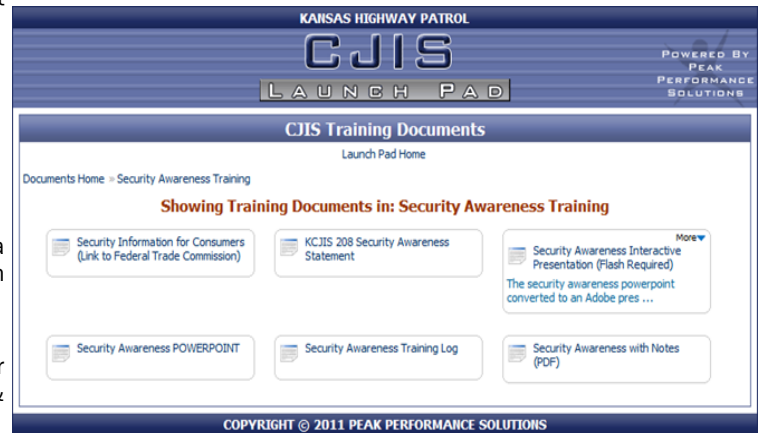 KANSAS HIGHWAY PATROL
CJIS
LAUNCH PAD
POWERED BY
PEAK
PERFORMANCE
SOLUTIONS
CJIS Training Documents
Launch Pad Home
Documents Home » Security Awareness Training
Showing Training Documents in: Security Awareness Training
Security Information for Consumers
(Link to Federal Trade Commission)
KCJIS 208 Security Awareness
Statement
More▼
Security Awareness Interactive
Presentation (Flash Required)
The security awareness powerpoint
converted to an Adobe pres ...
Security Awareness POWERPOINT
Security Awareness Training Log
Security Awareness with Notes
(PDF)
COPYRIGHT © 2011 PEAK PERFORMANCE SOLUTIONS